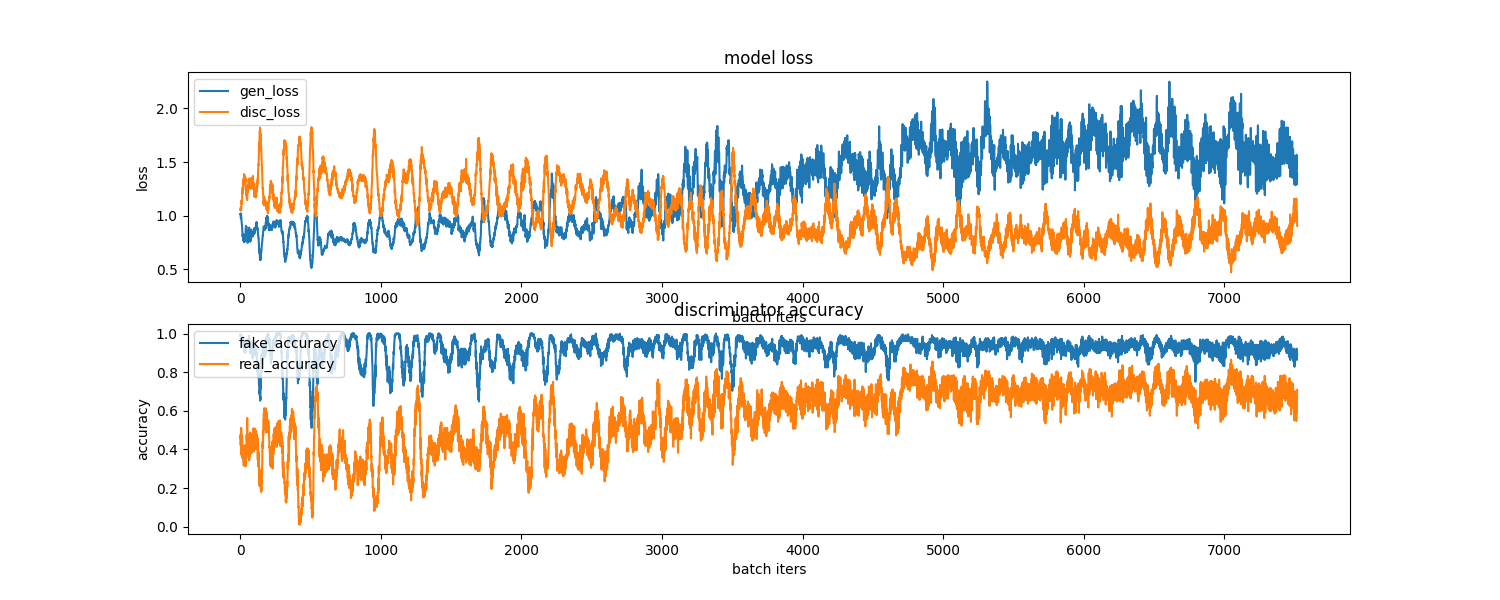 model loss
gen_loss
disc_loss
loss
2.0
1.5
1.0
0.5
0 1000 2000 3000 4000 5000 6000 7000
batch iters
discriminator accuracy
fake_accuracy
real_accuracy
accuracy
1.0
0.8
0.6
0.4
0.2
0.0
0 1000 2000 3000 4000 5000 6000 7000
batch iters